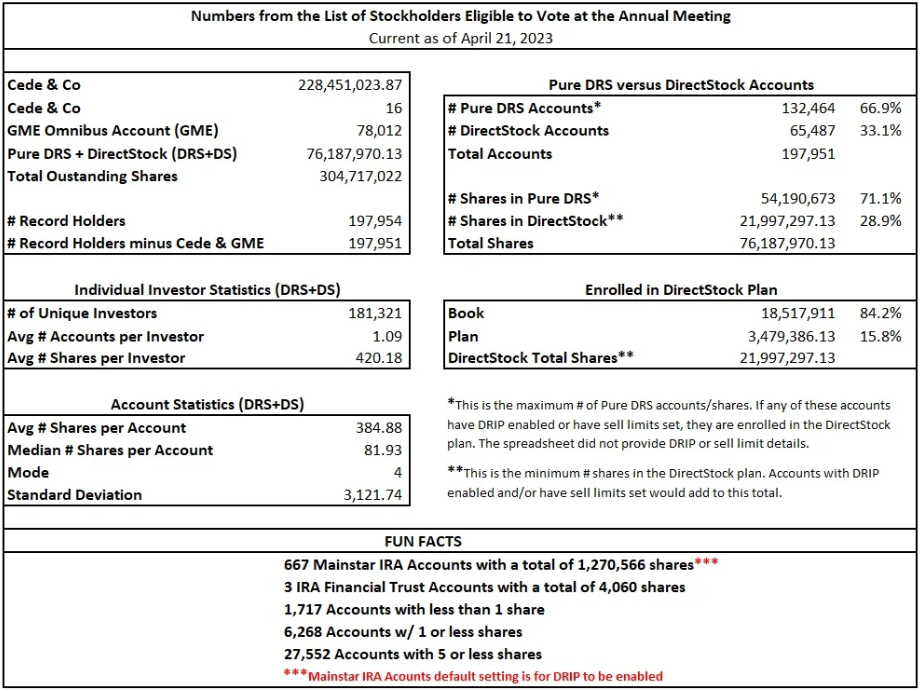 Numbers from the List of Stockholders Eligible to Vote at the Annual Meeting
Current as of April 21, 2023
Cede & Co 228,451,023.87
Cede & Co 16
GME Omnibus Account (GME) 78,012
Pure DRS + DirectStock (DRS+DS) 76,187,970.13
Total Oustanding Shares 304,717,022
# Record Holders 197,954
# Record Holders minus Cede & GME 197,951
Pure DRS versus DirectStock Accounts
# Pure DRS Accounts* 132,464 66.9%
# DirectStock Accounts 65,487 33.1%
Total Accounts 197,951
# Shares in Pure DRS* 54,190,673 71.1%
# Shares in DirectStock** 21,997,297.13 28.9%
Total Shares 76,187,970.13
Individual Investor Statistics (DRS+DS)
# of Unique Investors 181,321
Avg # Accounts per Investor 1.09
Avg # Shares per Investor 420.18
Enrolled in DirectStock Plan
Book 18,517,911 84.2%
Plan 3,479,386.13 15.8%
DirectStock Total Shares** 21,997,297.13
Account Statistics (DRS+DS)
Avg # Shares per Account 384.88
Median # Shares per Account 81.93
Mode 4
Standard Deviation 3,121.74
*This is the maximum # of Pure DRS accounts/shares. If any of these accounts
have DRIP enabled or have sell limits set, they are enrolled in the DirectStock
plan. The spreadsheet did not provide DRIP or sell limit details.
**This is the minimum # shares in the DirectStock plan. Accounts with DRIP
enabled and/or have sell limits set would add to this total.
FUN FACTS
667 Mainstar IRA Accounts with a total of 1,270,566 shares***
3 IRA Financial Trust Accounts with a total of 4,060 shares
1,717 Accounts with less than 1 share
6,268 Accounts w/ 1 or less shares
27,552 Accounts with 5 or less shares
***Mainstar IRA Acounts default setting is for DRIP to be enabled